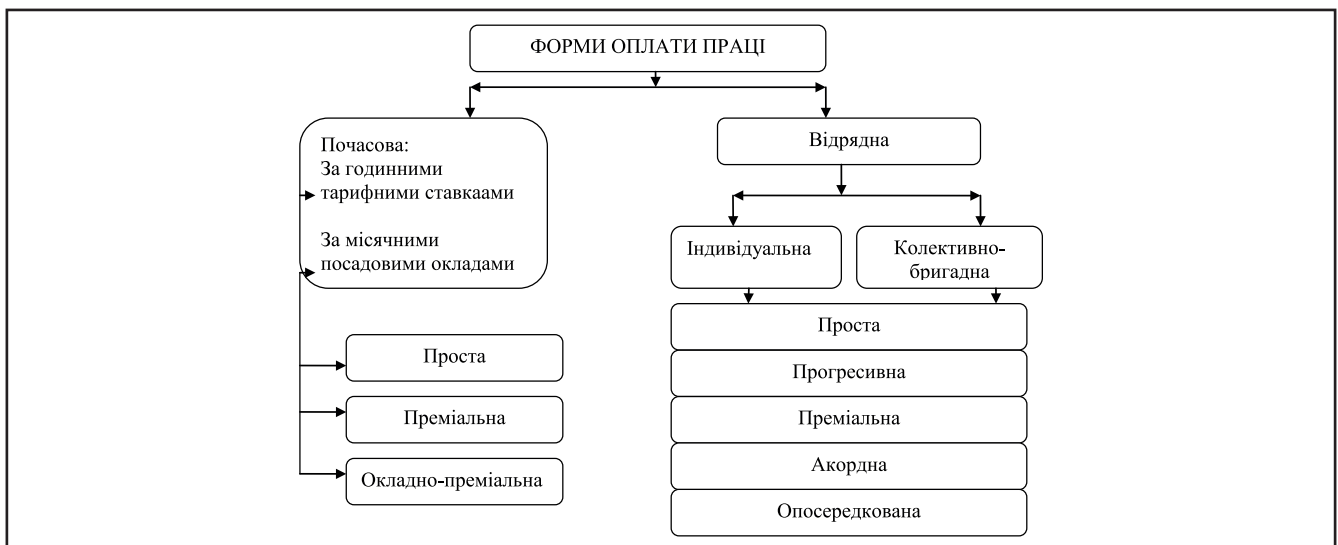 ФОРМИ ОПЛАТИ ПРАЦІ
Почасова:
За годинними
тарифними ставкаами
За місячними
посадовими окладами
Проста
Преміальна
Окладно-преміальна
Відрядна
Індивідуальна
Колективно-
бригадна
Проста
Прогресивна
Преміальна
Акордна
Опосередкована